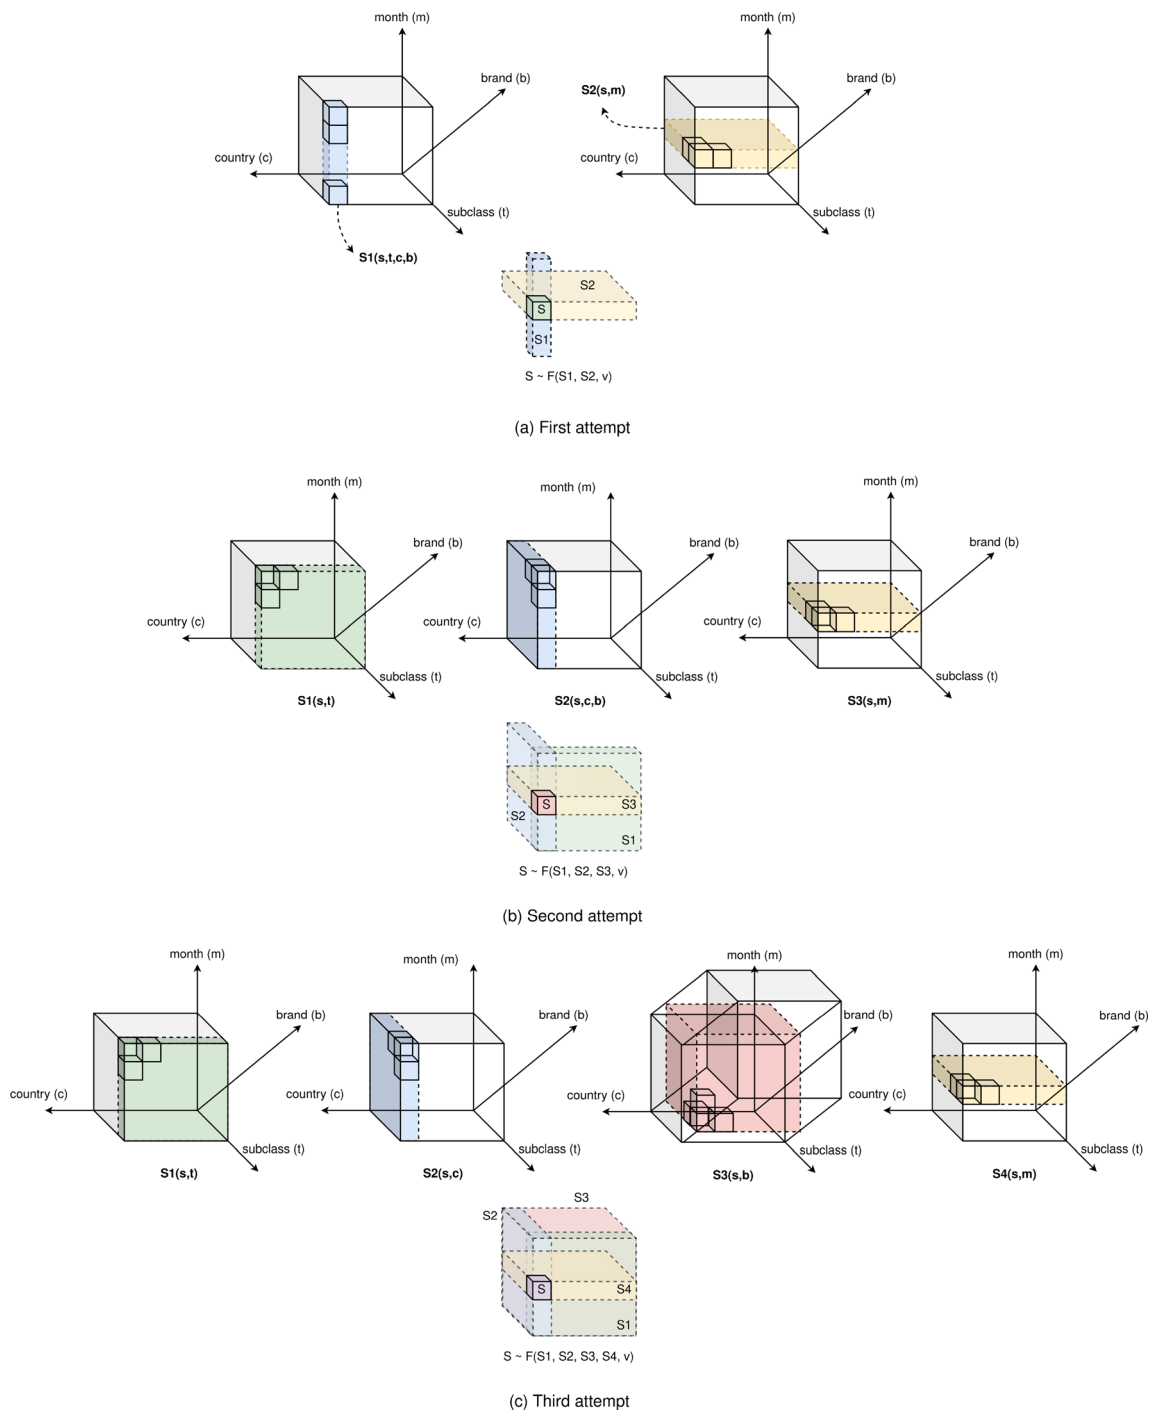 month (m)
month (m)
brand (b)
brand (b)
S2(s,m)
country (c)
country (c)
subclass (t)
subclass (t)
S1(s,t,c,b)
S2
S
S1
S ~ F(S1, S2, v)
(a) First attempt
month (m)
month (m)
month (m)
brand (b)
brand (b)
brand (b)
country (c)
country (c)
country (c)
subclass (t)
subclass (t)
subclass (t)
S1(s,t)
S2(s,c,b)
S3(s,m)
S
S3
S2
S1
S ~ F(S1, S2, S3, v)
(b) Second attempt
month (m)
month (m)
month (m)
month (m)
brand (b)
brand (b)
brand (b)
brand (b)
country (c)
country (c)
country (c)
country (c)
subclass (t)
subclass (t)
subclass (t)
subclass (t)
S1(s,t)
S2(s,c)
S3(s,b)
S4(s,m)
S3
S2
S
S4
S1
S ~ F(S1, S2, S3, S4, v)
(c) Third attempt